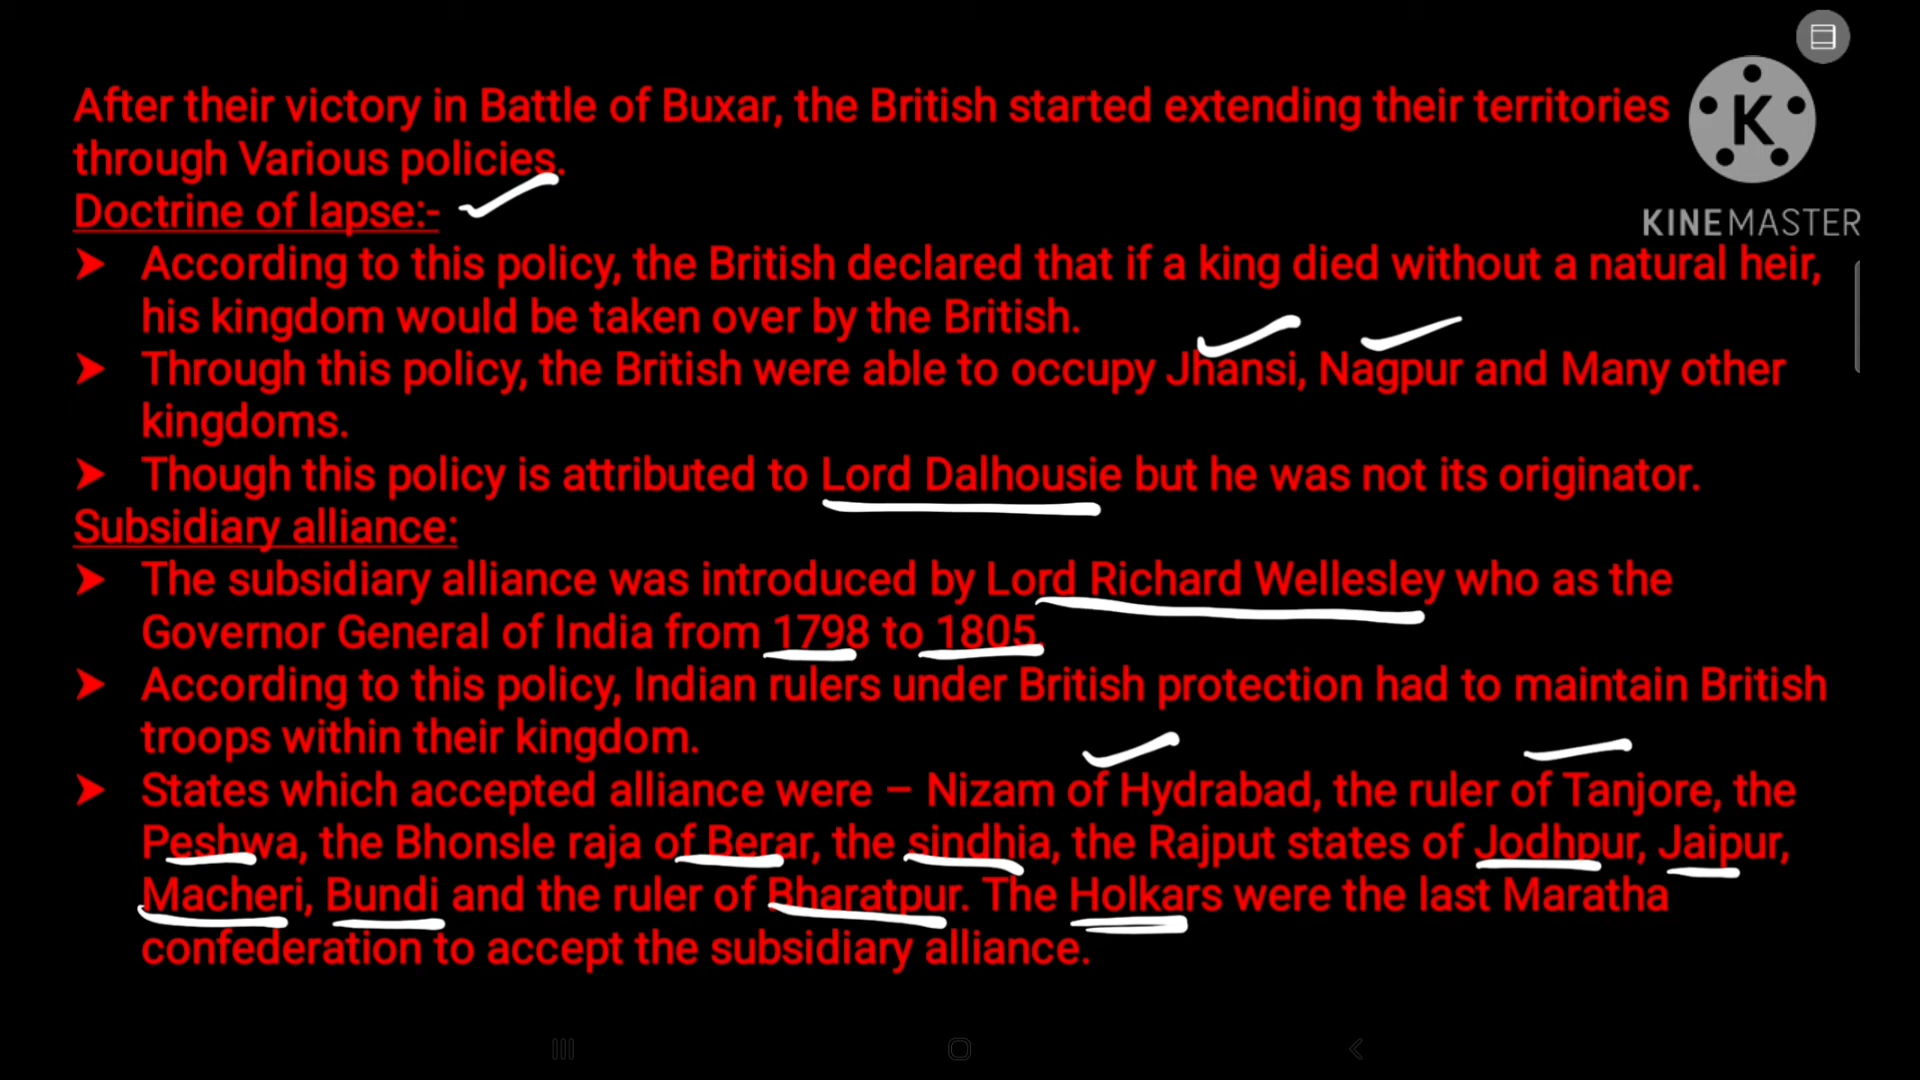 After their victory in Battle of Buxar, the British started extending their territories
through Various policies.
Doctrine of lapse:-
➤ According to this policy, the British declared that if a king died without a natural heir,
his kingdom would be taken over by the British.
➤ Through this policy, the British were able to occupy Jhansi, Nagpur and Many other
kingdoms.
➤ Though this policy is attributed to Lord Dalhousie but he was not its originator.
Subsidiary alliance:
➤ The subsidiary alliance was introduced by Lord Richard Wellesley who as the
Governor General of India from 1798 to 1805.
➤ According to this policy, Indian rulers under British protection had to maintain British
troops within their kingdom.
➤ States which accepted alliance were – Nizam of Hydrabad, the ruler of Tanjore, the
Peshwa, the Bhonsle raja of Berar, the sindhia, the Rajput states of Jodhpur, Jaipur,
Macheri, Bundi and the ruler of Bharatpur. The Holkars were the last Maratha
confederation to accept the subsidiary alliance.
K
KINEMASTER